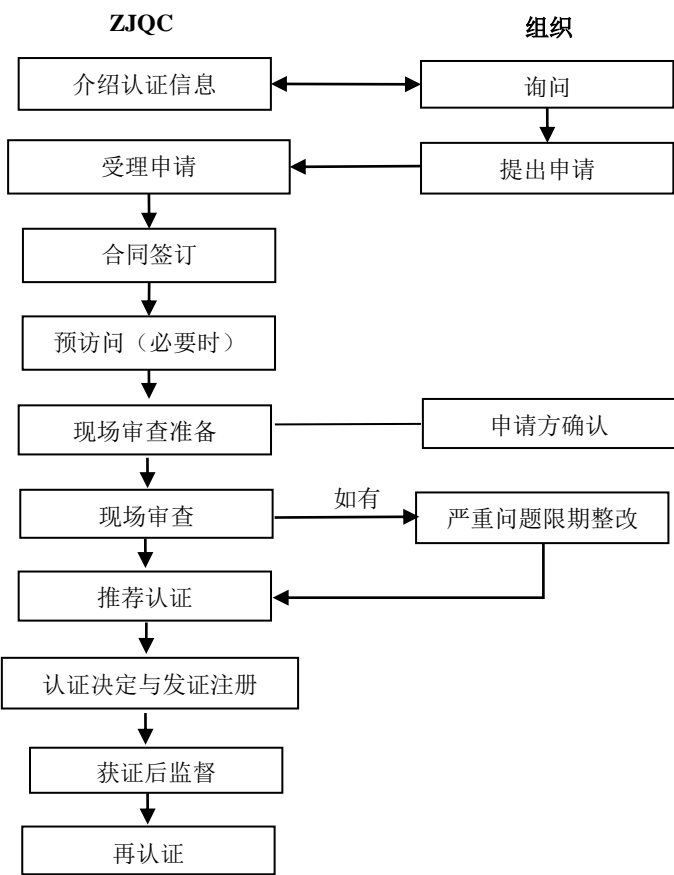 ZJQC
组织
介绍认证信息
询问
受理申请
提出申请
合同签订
预访问（必要时）
现场审查准备
申请方确认
现场审查
如有
严重问题限期整改
推荐认证
认证决定与发证注册
获证后监督
再认证